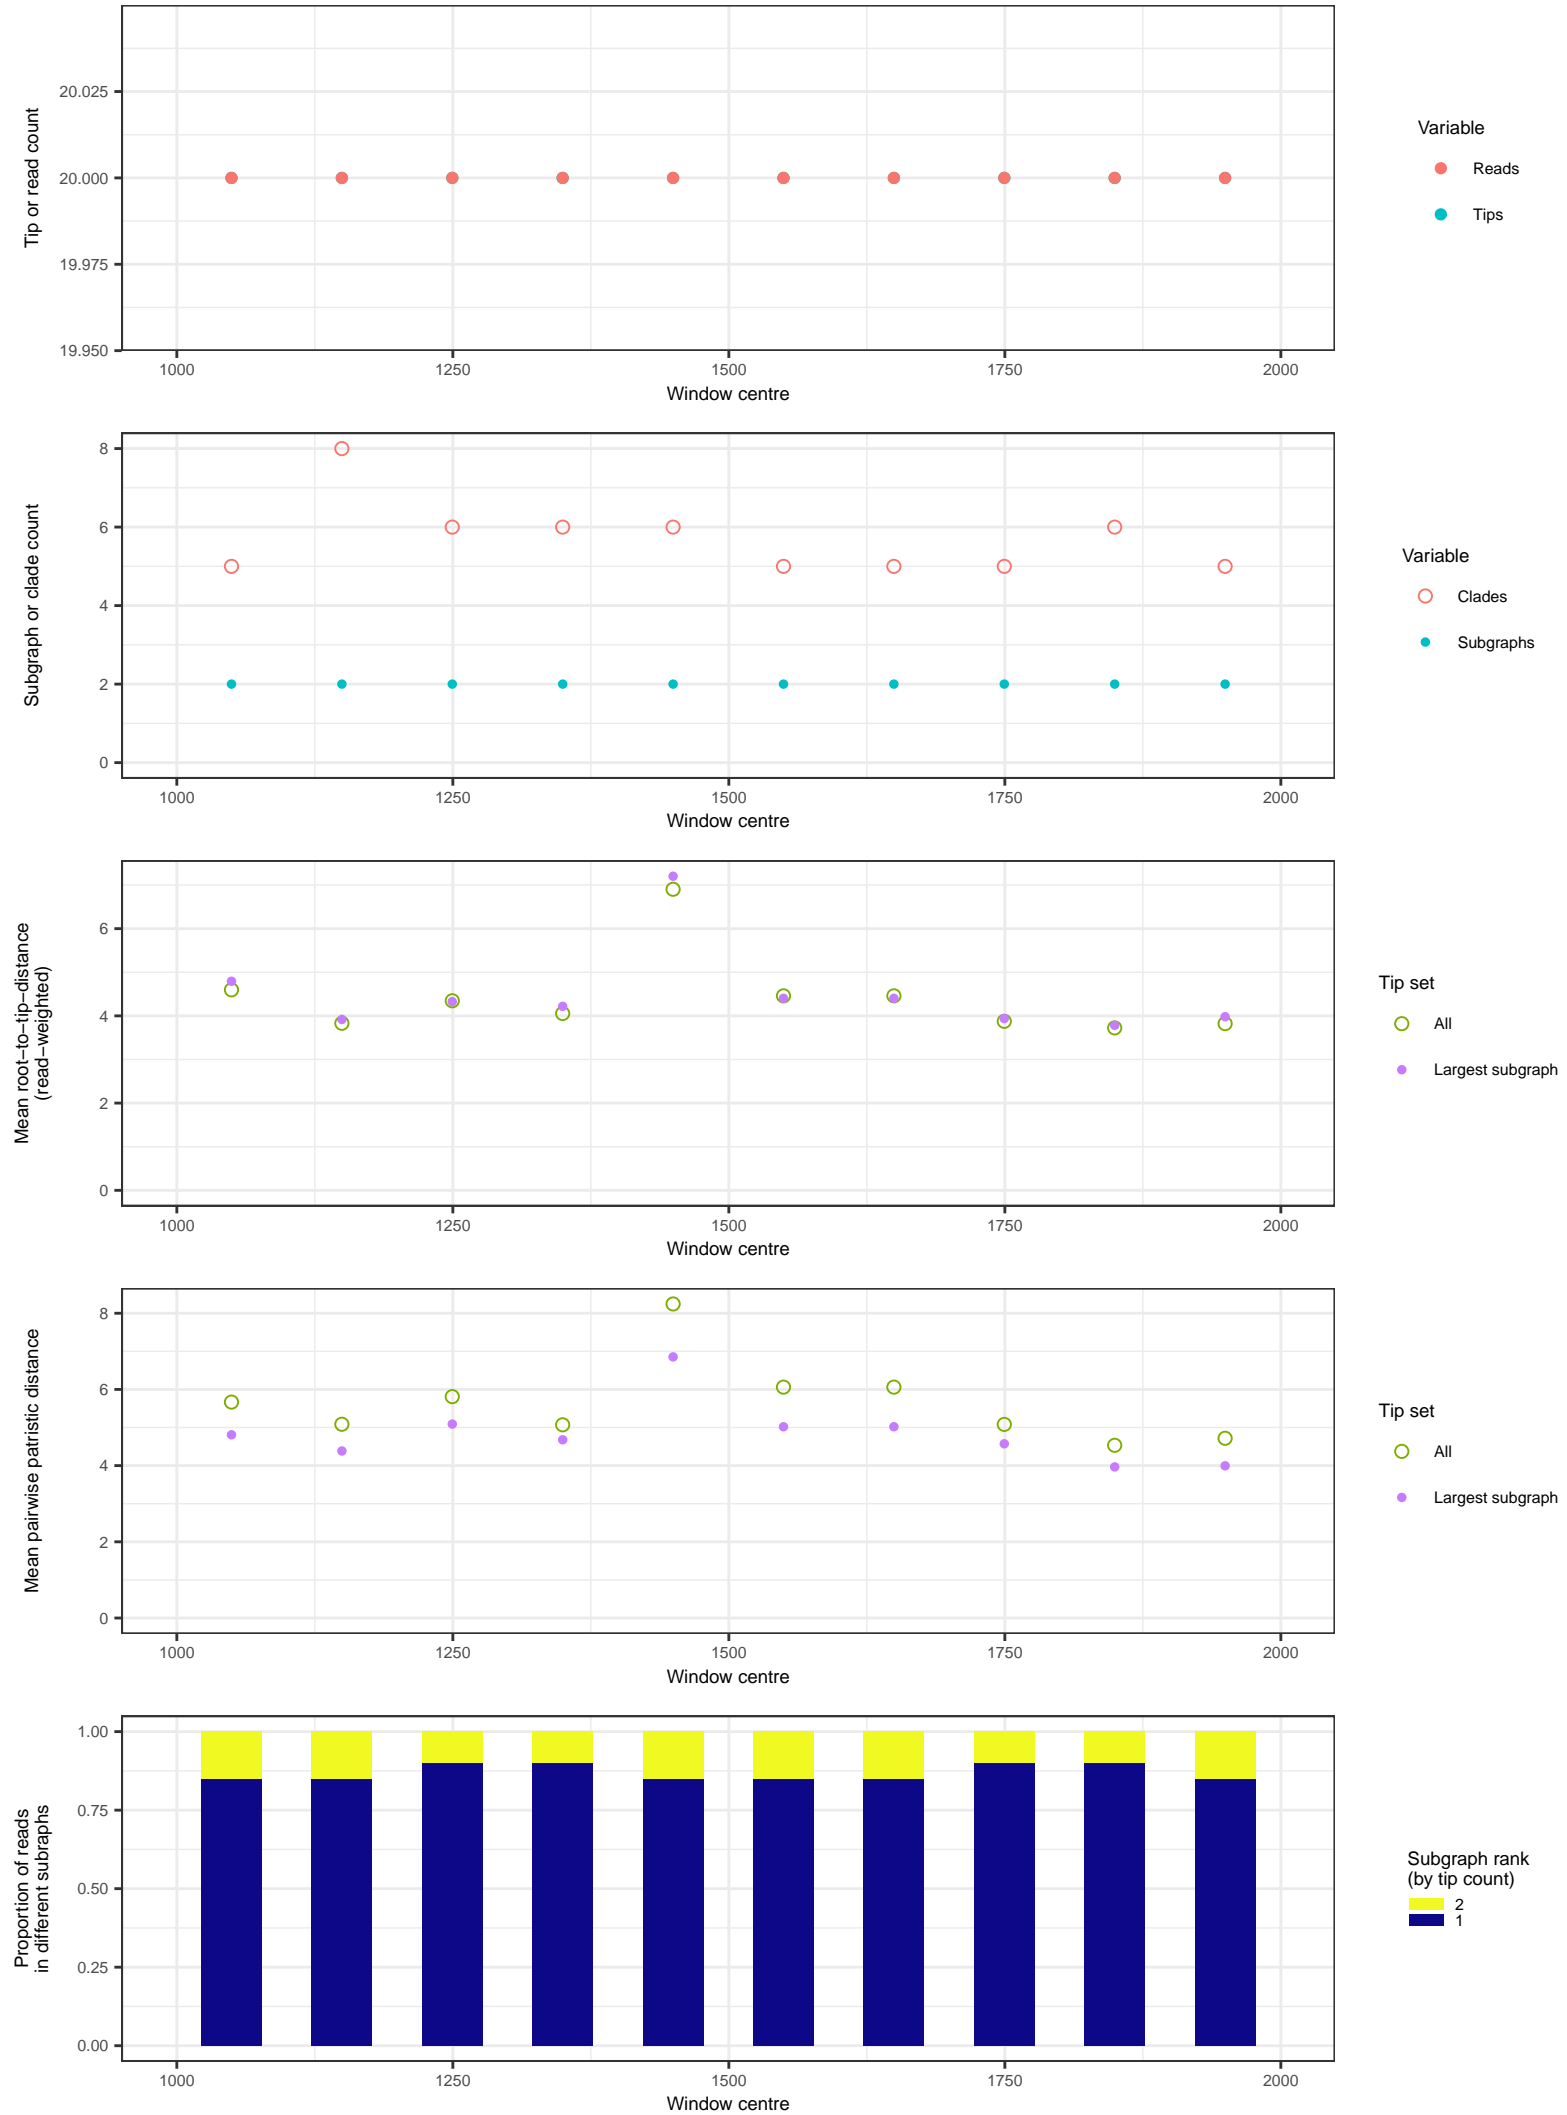 20.025
20.000
19.975
19.950
Tip or read count
1000 1250 1500 1750 2000
Window centre
Variable
Reads
Tips
8
6
4
2
0
Subgraph or clade count
1000 1250 1500 1750 2000
Window centre
Variable
Clades
Subgraphs
6
4
2
0
Mean root−to−tip−distance
(read−weighted)
1000 1250 1500 1750 2000
Window centre
Tip set
All
Largest subgraph
8
6
4
2
0
Mean pairwise patristic distance
1000 1250 1500 1750 2000
Window centre
Tip set
All
Largest subgraph
1.00
0.75
0.50
0.25
0.00
Proportion of reads
in different subraphs
1000 1250 1500 1750 2000
Window centre
Subgraph rank
(by tip count)
2
1